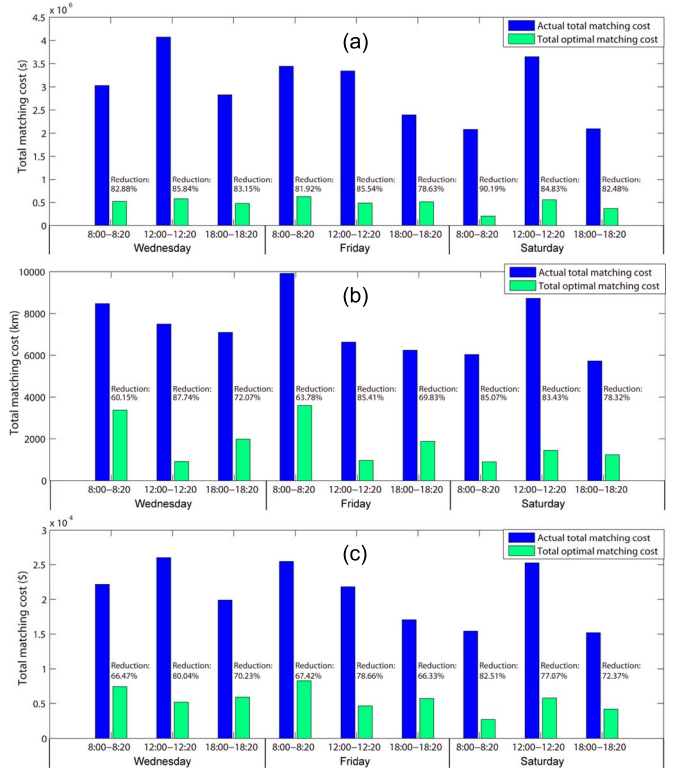 x 10 6
4.5
4
3.5
3
2.5
2
1.5
1
0.5
0
Total matching cost (s)
(a)
Actual total matching cost
Total optimal matching cost
Reduction: Reduction: Reduction: Reduction: Reduction: Reduction: Reduction: Reduction: Reduction:
82.88% 85.84% 83.15% 81.92% 85.54% 78.63% 90.19% 84.83% 82.48%
8:00–8:20 12:00–12:20 18:00–18:20 8:00–8:20 12:00–12:20 18:00–18:20 8:00–8:20 12:00–12:20 18:00–18:20
Wednesday Friday Saturday
10000
8000
6000
4000
2000
0
Total matching cost (km)
(b)
Actual total matching cost
Total optimal matching cost
Reduction: Reduction: Reduction: Reduction: Reduction: Reduction: Reduction: Reduction: Reduction:
60.15% 87.74% 72.07% 63.78% 85.41% 69.83% 85.07% 83.43% 78.32%
8:00–8:20 12:00–12:20 18:00–18:20 8:00–8:20 12:00–12:20 18:00–18:20 8:00–8:20 12:00–12:20 18:00–18:20
Wednesday Friday Saturday
x 10 4
3
2.5
2
1.5
1
0.5
0
Total matching cost ($)
(c)
Actual total matching cost
Total optimal matching cost
Reduction: Reduction: Reduction: Reduction: Reduction: Reduction: Reduction: Reduction: Reduction:
66.47% 80.04% 70.23% 67.42% 78.66% 66.33% 82.51% 77.07% 72.37%
8:00–8:20 12:00–12:20 18:00–18:20 8:00–8:20 12:00–12:20 18:00–18:20 8:00–8:20 12:00–12:20 18:00–18:20
Wednesday Friday Saturday